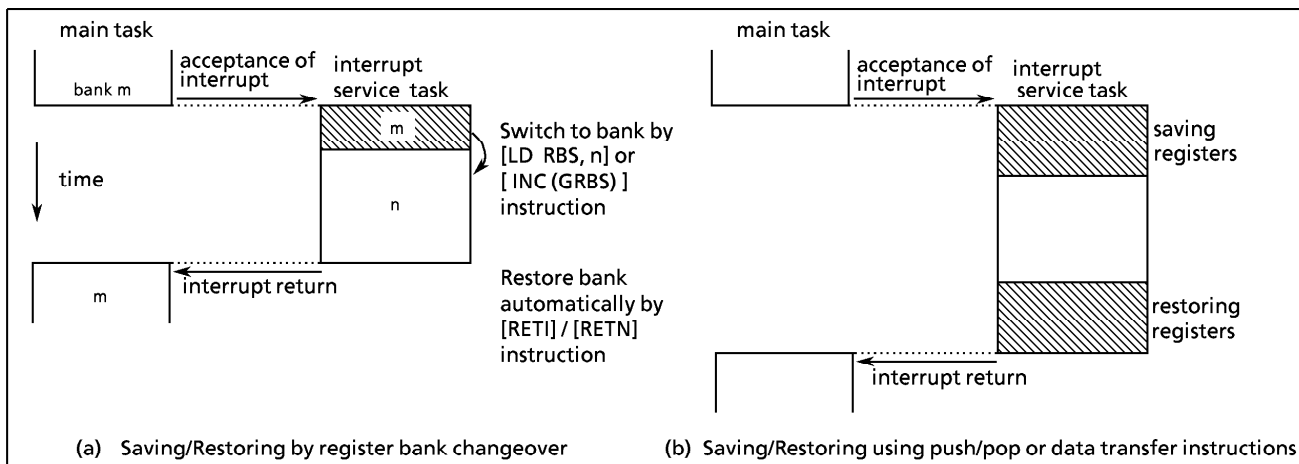 main task
acceptance of
interrupt
interrupt
service task
bank m
m
Switch to bank by
[LD RBS, n] or
[ INC (GRBS) ]
instruction
time
n
interrupt return
m
Restore bank
automatically by
[RETI] / [RETN]
instruction
(a) Saving/Restoring by register bank changeover
main task
acceptance of
interrupt
interrupt
service task
saving
registers
restoring
registers
interrupt return
(b) Saving/Restoring using push/pop or data transfer instructions